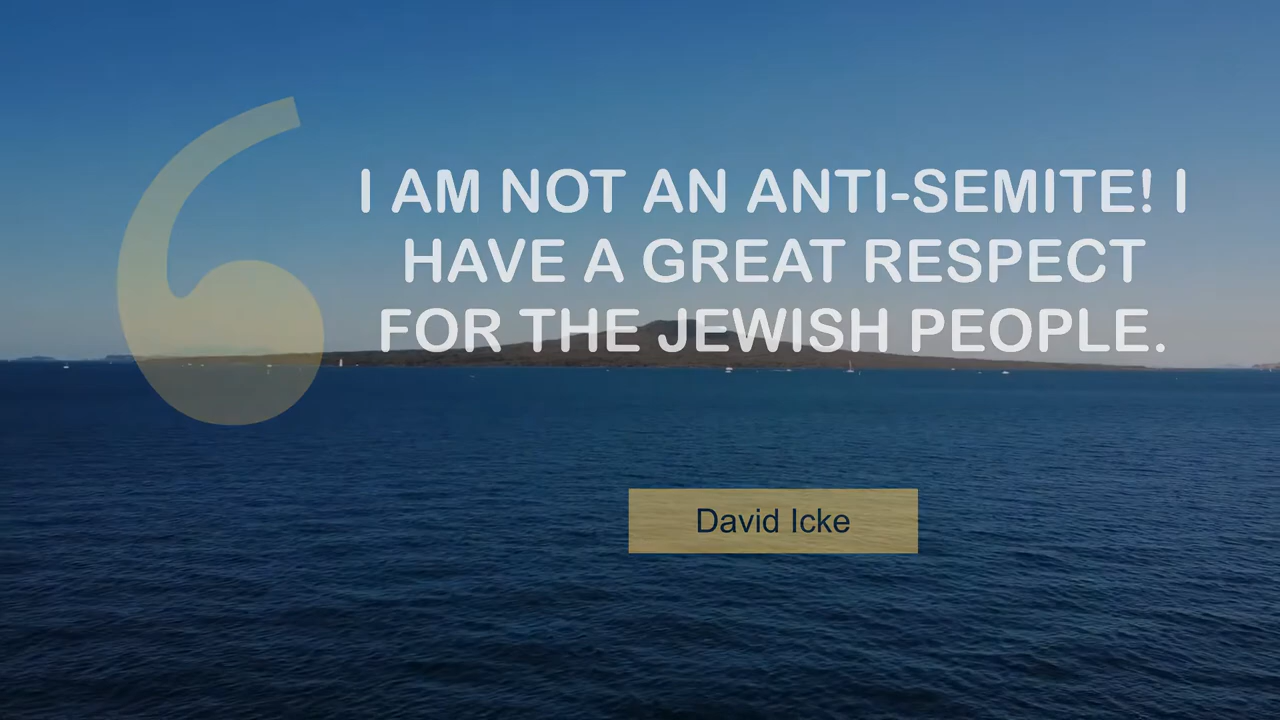 I AM NOT AN ANTI-SEMITE! I
HAVE A GREAT RESPECT
FOR THE JEWISH PEOPLE.
David Icke